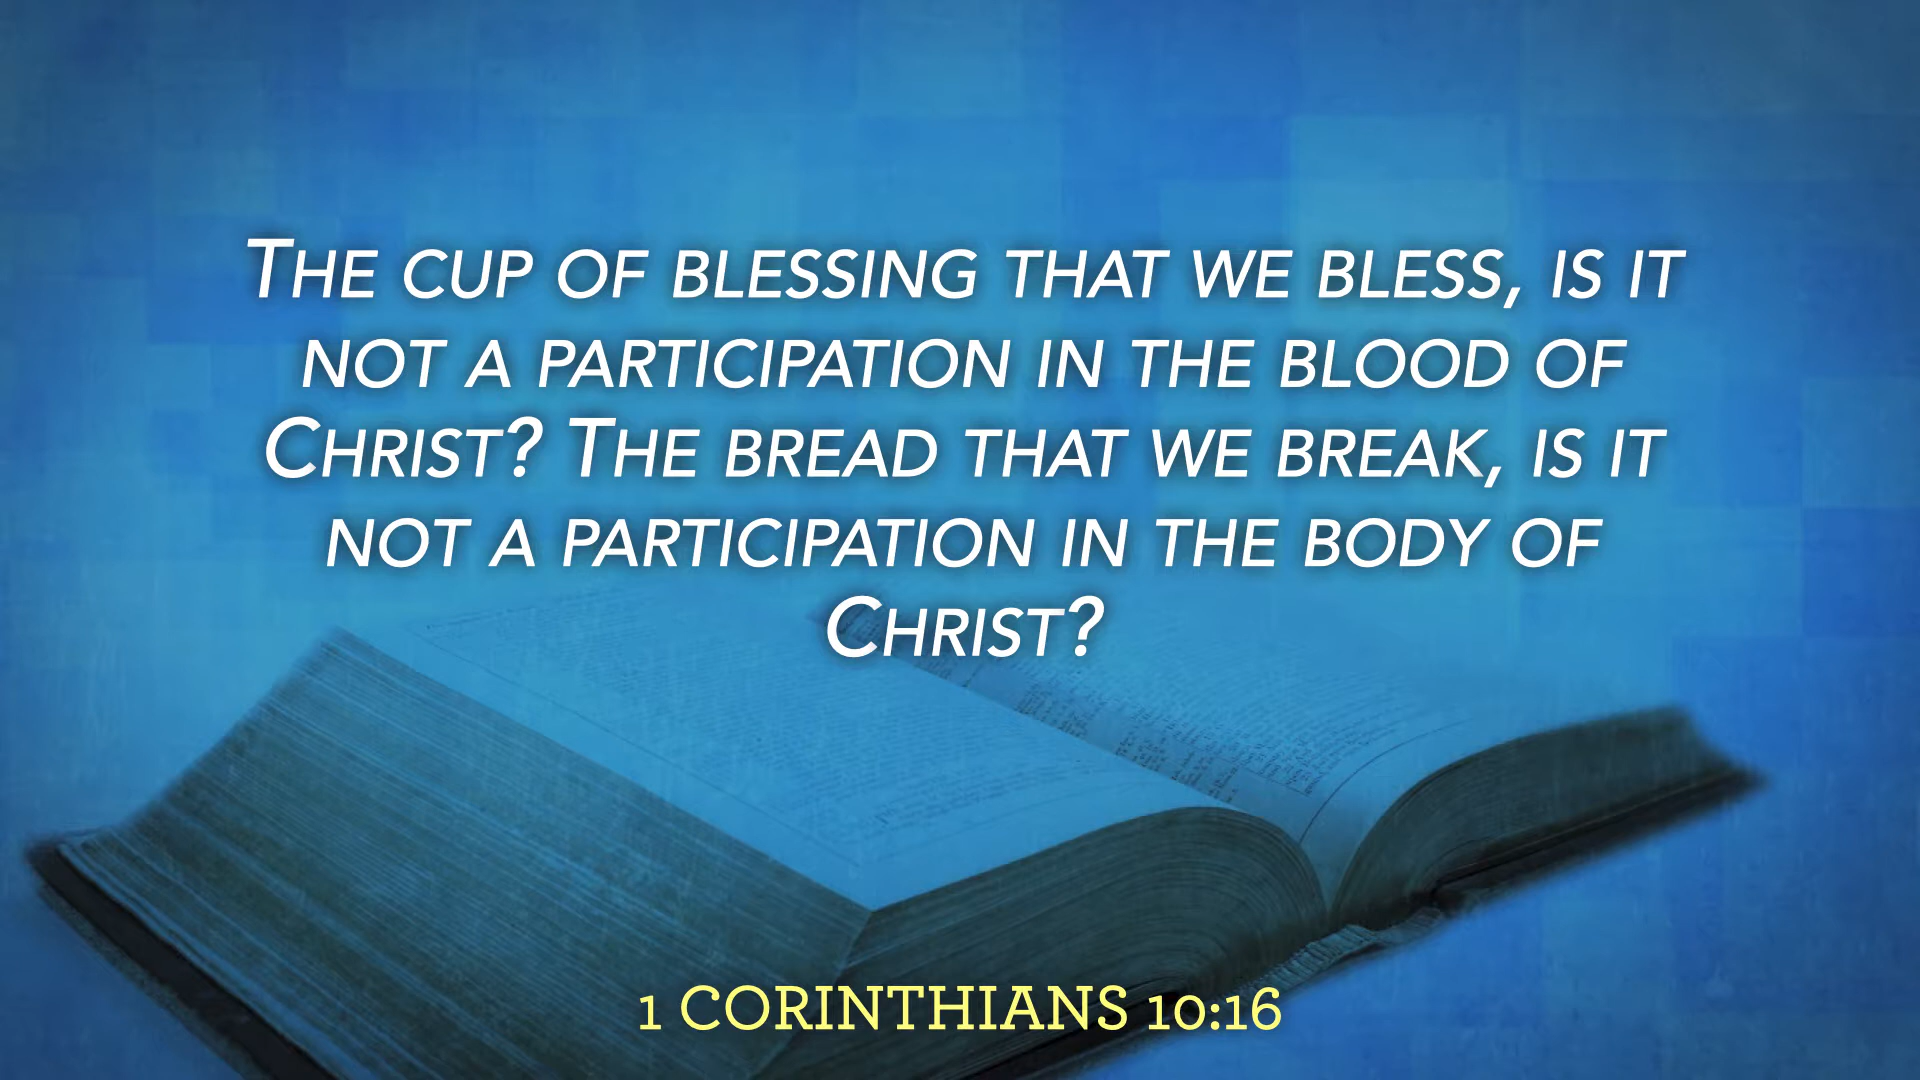 The cup of blessing that we bless, is it
not a participation in the blood of
Christ? The bread that we break, is it
not a participation in the body of
Christ?
1 CORINTHIANS 10:16